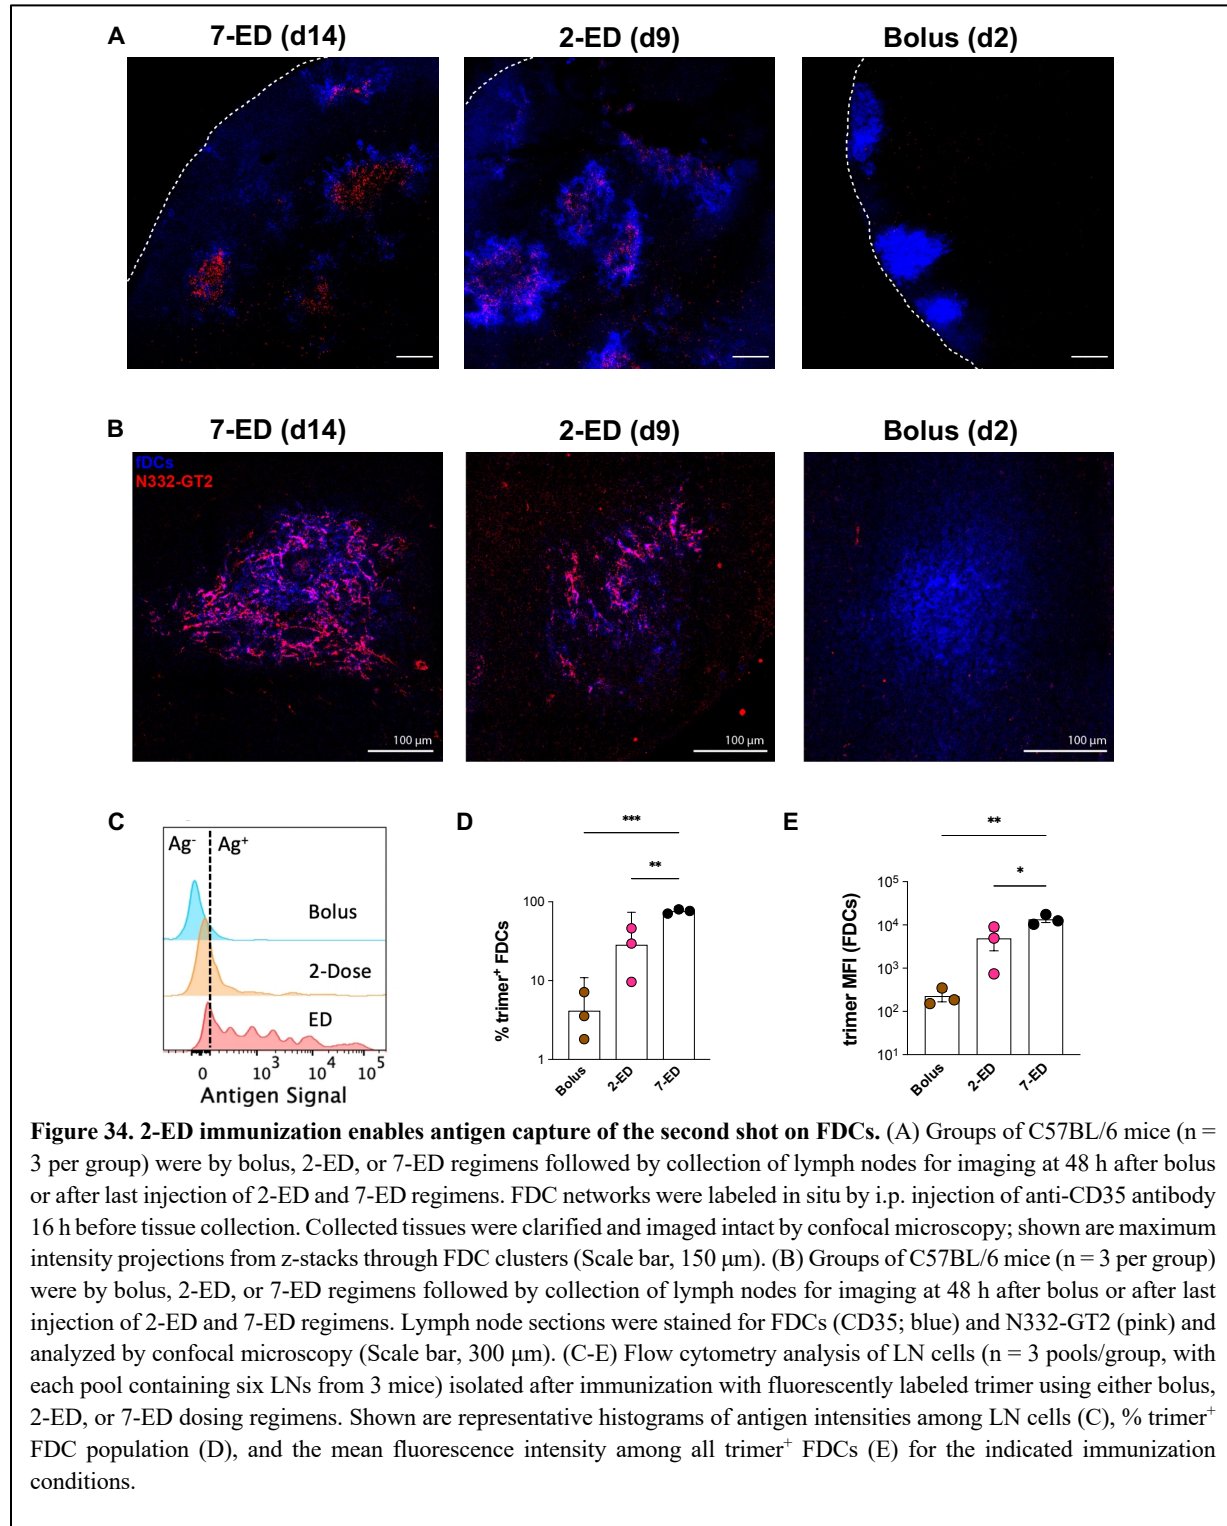 A
7-ED (d14)
2-ED (d9)
Bolus (d2)
B
7-ED (d14)
2-ED (d9)
Bolus (d2)
fDCs
N332-GT2
100 µm
100 µm
100 µm
C
Ag⁻
Ag⁺
Bolus
2-Dose
ED
0
10³
10⁴
10⁵
Antigen Signal
D
***
**
% trimer⁺ FDCs
100
10
1
Bolus
2-ED
7-ED
E
**
*
trimer MFI (FDCs)
10⁵
10⁴
10³
10²
10¹
Bolus
2-ED
7-ED
Figure 34. 2-ED immunization enables antigen capture of the second shot on FDCs. (A) Groups of C57BL/6 mice (n =
3 per group) were by bolus, 2-ED, or 7-ED regimens followed by collection of lymph nodes for imaging at 48 h after bolus
or after last injection of 2-ED and 7-ED regimens. FDC networks were labeled in situ by i.p. injection of anti-CD35 antibody
16 h before tissue collection. Collected tissues were clarified and imaged intact by confocal microscopy; shown are maximum
intensity projections from z-stacks through FDC clusters (Scale bar, 150 µm). (B) Groups of C57BL/6 mice (n = 3 per group)
were by bolus, 2-ED, or 7-ED regimens followed by collection of lymph nodes for imaging at 48 h after bolus or after last
injection of 2-ED and 7-ED regimens. Lymph node sections were stained for FDCs (CD35; blue) and N332-GT2 (pink) and
analyzed by confocal microscopy (Scale bar, 300 µm). (C-E) Flow cytometry analysis of LN cells (n = 3 pools/group, with
each pool containing six LNs from 3 mice) isolated after immunization with fluorescently labeled trimer using either bolus,
2-ED, or 7-ED dosing regimens. Shown are representative histograms of antigen intensities among LN cells (C), % trimer⁺
FDC population (D), and the mean fluorescence intensity among all trimer⁺ FDCs (E) for the indicated immunization
conditions.